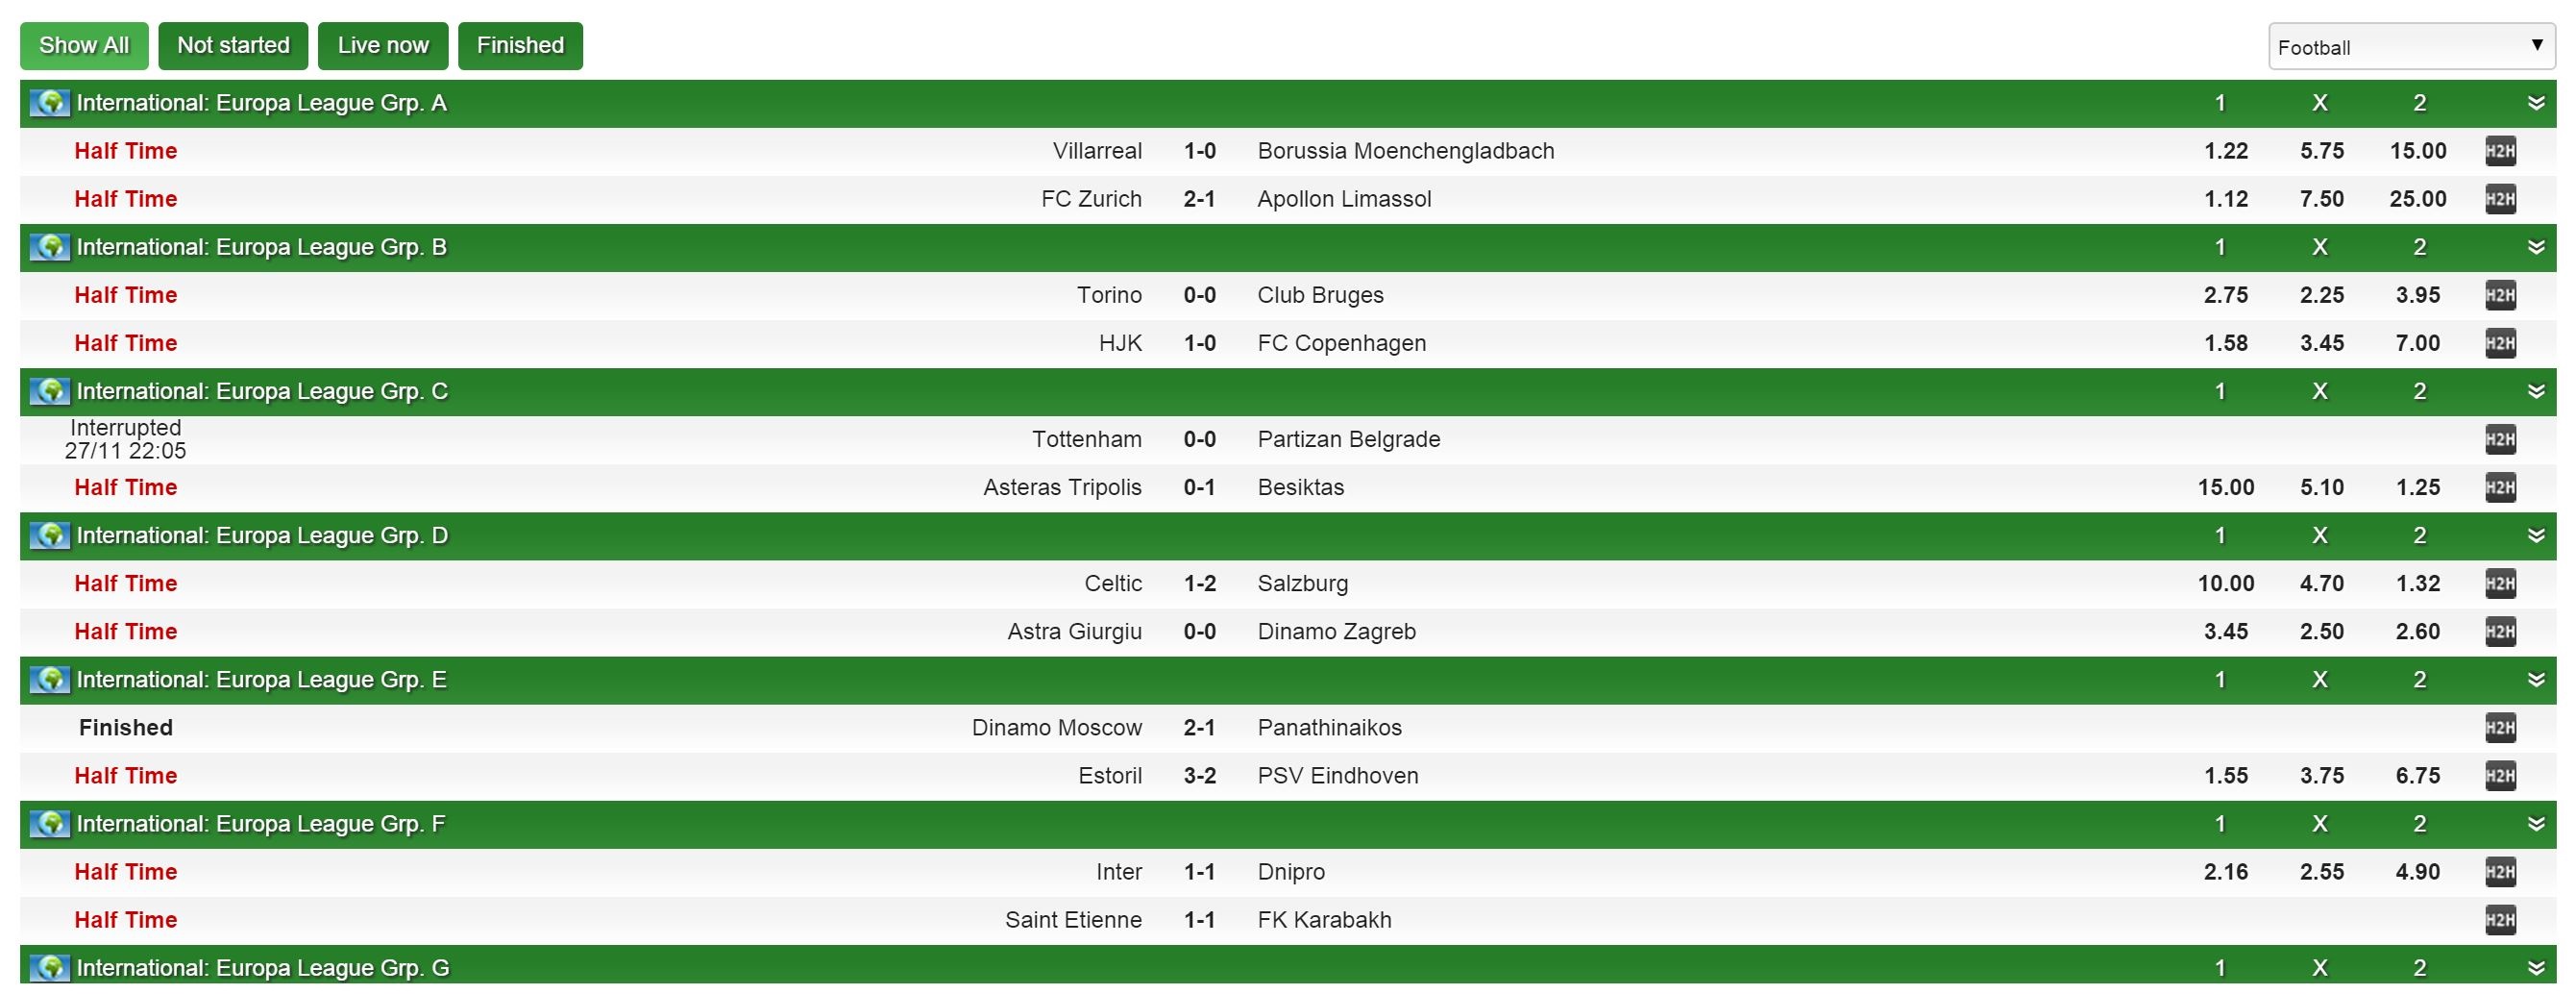 Show All Not started Live now Finished Football
International: Europa League Grp. A 1 X 2
Half Time Villarreal 1-0 Borussia Moenchengladbach 1.22 5.75 15.00 H2H
Half Time FC Zurich 2-1 Apollon Limassol 1.12 7.50 25.00 H2H
International: Europa League Grp. B 1 X 2
Half Time Torino 0-0 Club Bruges 2.75 2.25 3.95 H2H
Half Time HJK 1-0 FC Copenhagen 1.58 3.45 7.00 H2H
International: Europa League Grp. C 1 X 2
Interrupted
27/11 22:05 Tottenham 0-0 Partizan Belgrade H2H
Half Time Asteras Tripolis 0-1 Besiktas 15.00 5.10 1.25 H2H
International: Europa League Grp. D 1 X 2
Half Time Celtic 1-2 Salzburg 10.00 4.70 1.32 H2H
Half Time Astra Giurgiu 0-0 Dinamo Zagreb 3.45 2.50 2.60 H2H
International: Europa League Grp. E 1 X 2
Finished Dinamo Moscow 2-1 Panathinaikos H2H
Half Time Estoril 3-2 PSV Eindhoven 1.55 3.75 6.75 H2H
International: Europa League Grp. F 1 X 2
Half Time Inter 1-1 Dnipro 2.16 2.55 4.90 H2H
Half Time Saint Etienne 1-1 FK Karabakh H2H
International: Europa League Grp. G 1 X 2